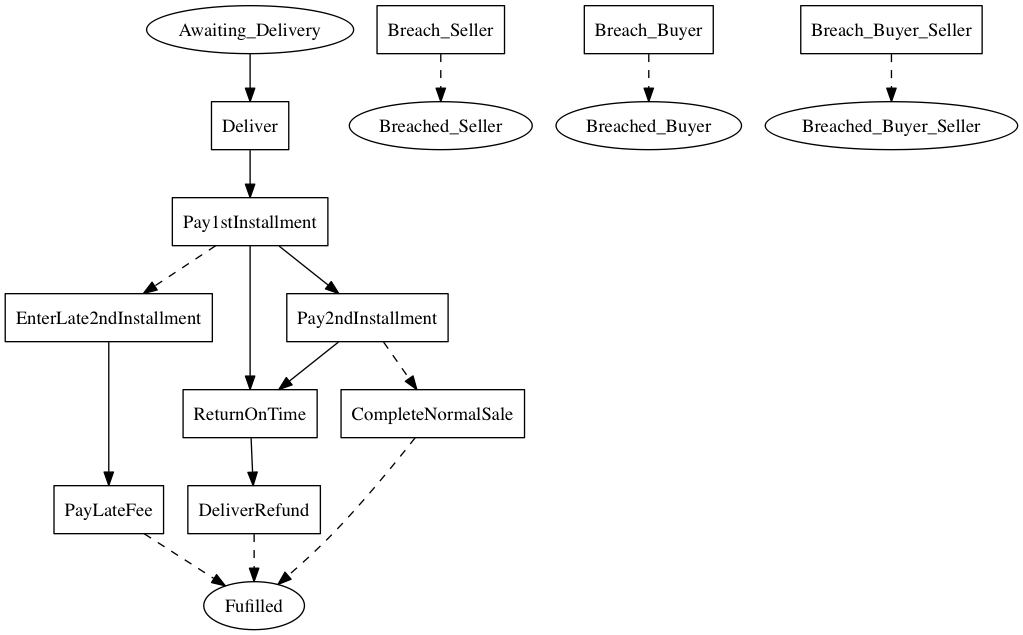 Awaiting_Delivery
Breach_Seller
Breach_Buyer
Breach_Buyer_Seller
Deliver
Breached_Seller
Breached_Buyer
Breached_Buyer_Seller
Pay1stInstallment
EnterLate2ndInstallment
Pay2ndInstallment
ReturnOnTime
CompleteNormalSale
PayLateFee
DeliverRefund
Fufilled